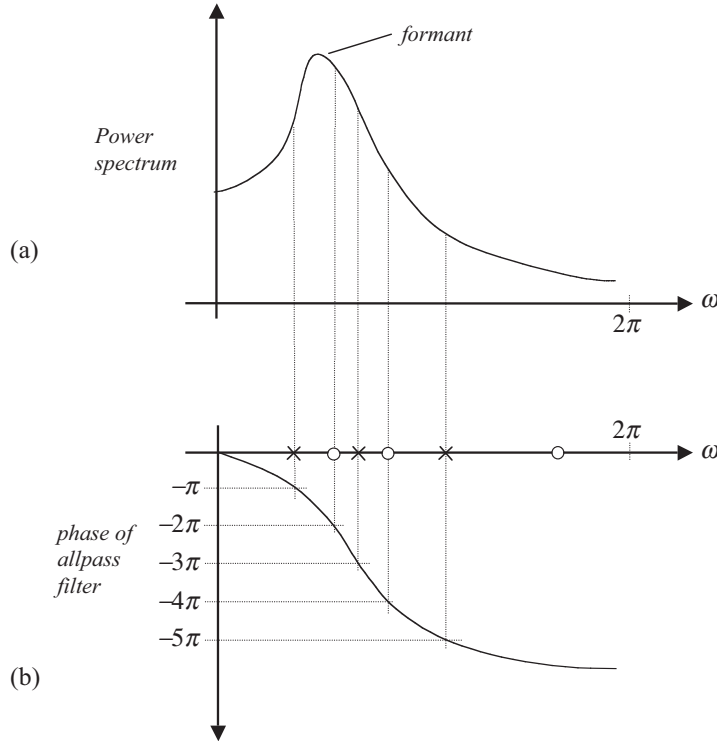 formant
Power
spectrum
(a)
ω
2π
2π
ω
−π
−2π
phase of
allpass
filter
−3π
−4π
−5π
(b)